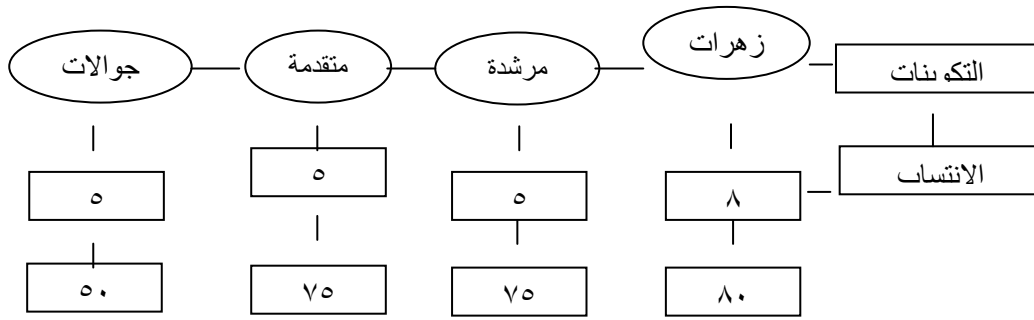 التكوينات
زهرات
مرشدة
متقدمة
جوالات
الانتساب
٨
٥
٥
٥
٨٠
٧٥
٧٥
٥٠